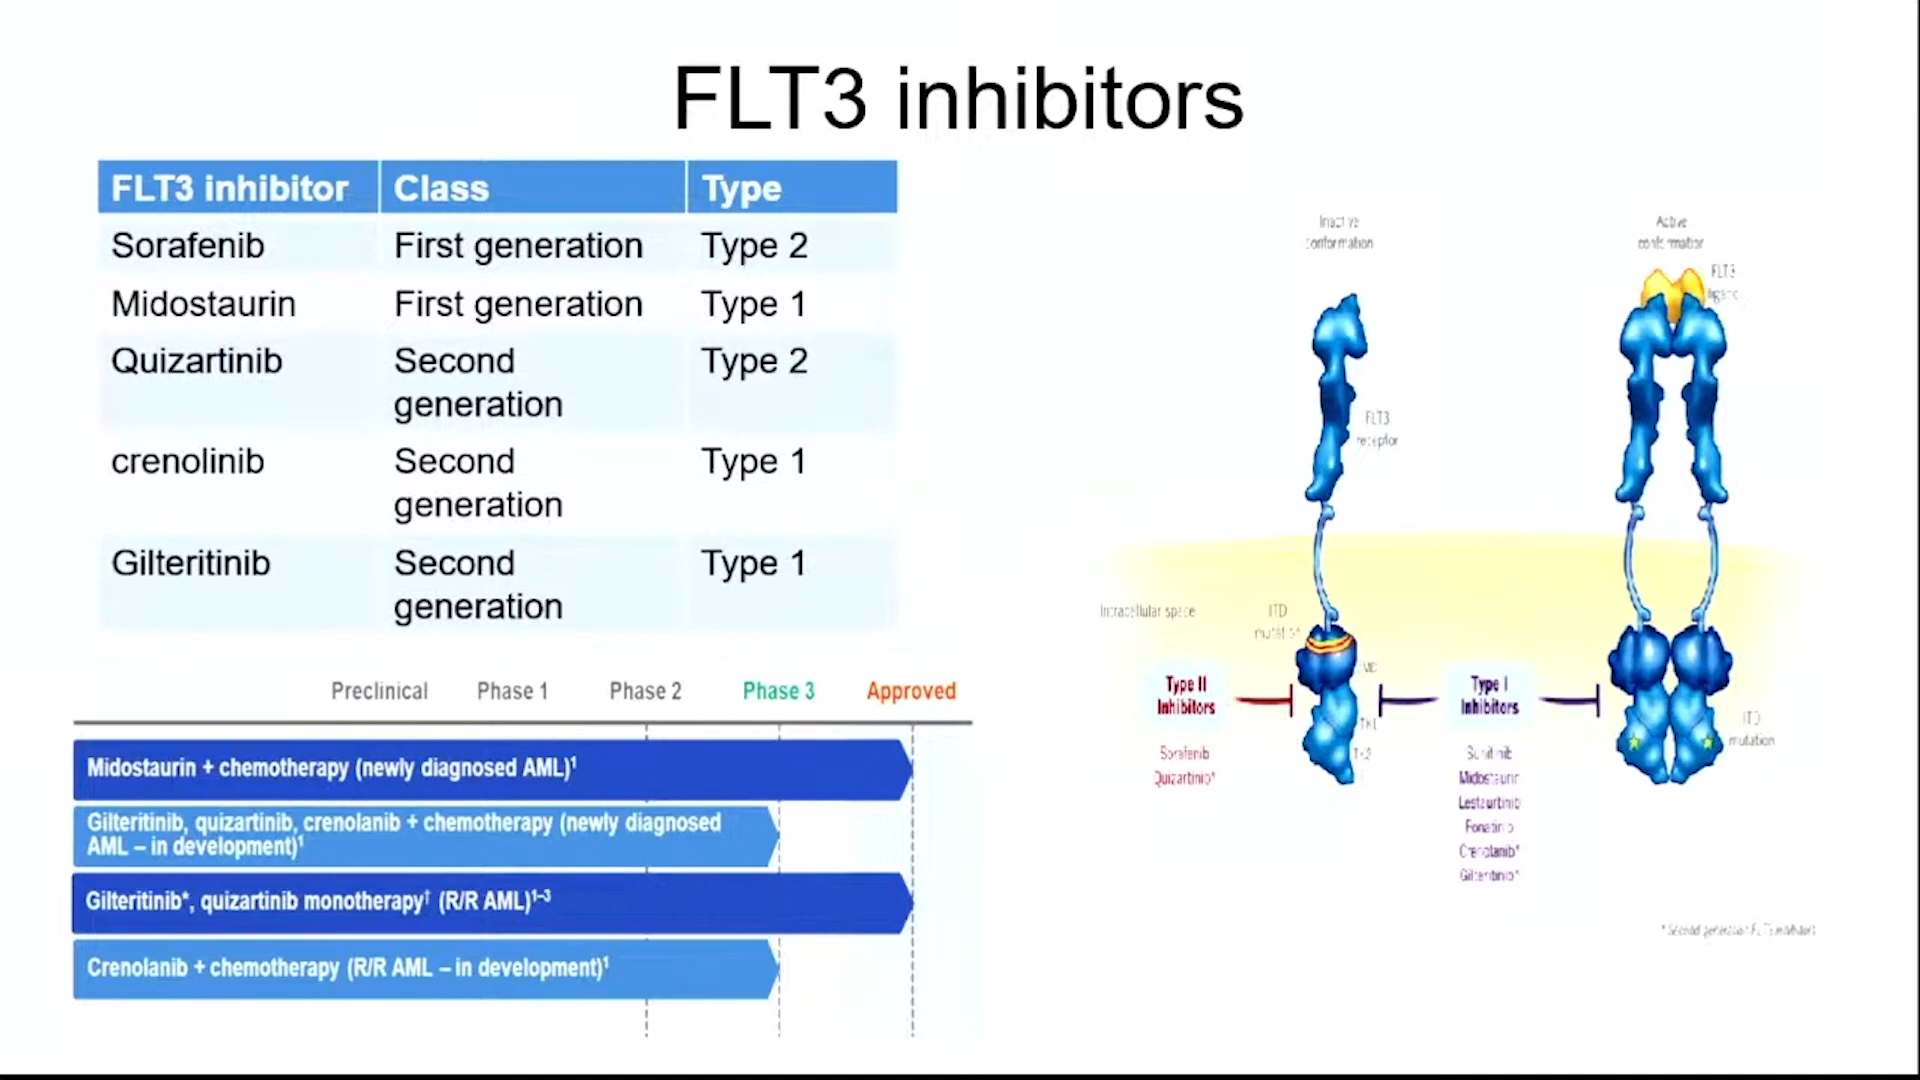 FLT3 inhibitors
FLT3 inhibitor Class Type
Sorafenib First generation Type 2
Midostaurin First generation Type 1
Quizartinib Second Type 2
generation
crenolinib Second Type 1
generation
Gilteritinib Second Type 1
generation
Preclinical Phase 1 Phase 2 Phase 3 Approved
Midostaurin + chemotherapy (newly diagnosed AML)¹
Gilteritinib, quizartinib, crenolanib + chemotherapy (newly diagnosed
AML – in development)¹
Gilteritinib*, quizartinib monotherapy† (R/R AML)¹⁻³
Crenolanib + chemotherapy (R/R AML – in development)¹
Inactive
conformation
Active
conformation
FLT3
ligand
FLT3
receptor
Intracellular space
ITD
mutation
Type II
Inhibitors
Sorafenib
Quizartinib*
Type I
Inhibitors
Sunitinib
Midostaurin
Lestaurtinib
Crenolanib*
Gilteritinib*
ITD
mutation
* Second generation FLT3 inhibitors